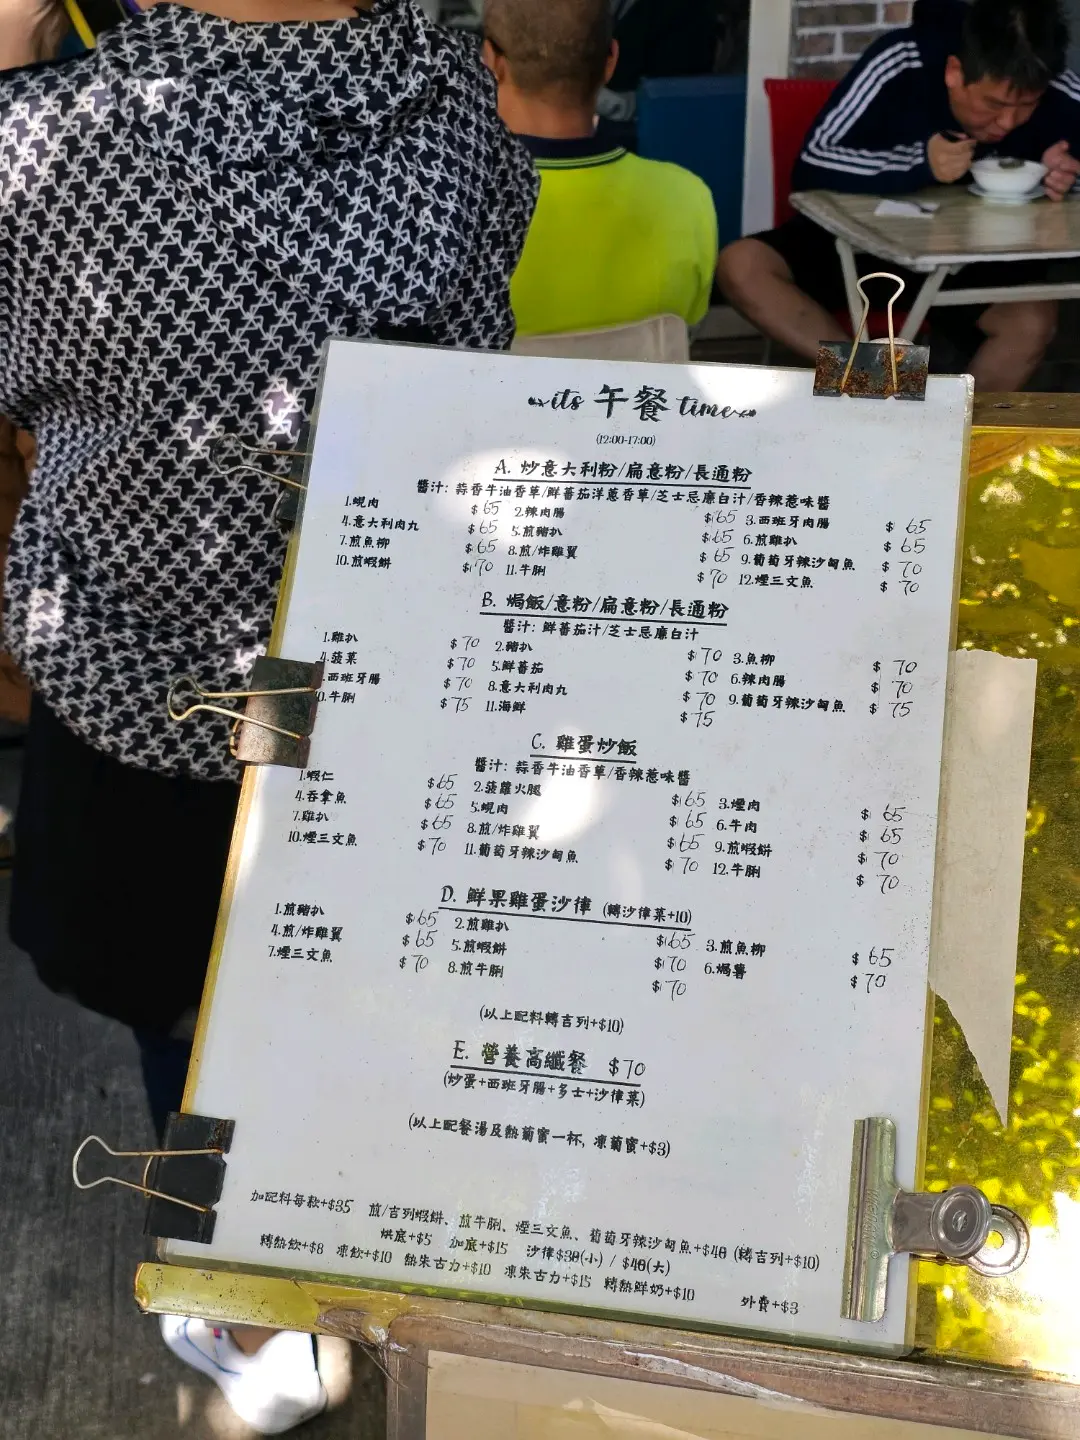 its 午餐 time
(12:00-17:00)
A. 炒意大利粉/扁意粉/長通粉
醬汁: 蒜香牛油香草/鮮蕃茄洋蔥香草/芝士忌廉白汁/香辣惹味醬
1.蜆肉 $65 2.辣肉腸 $65 3.西班牙肉腸 $65
4.意大利肉丸 $65 5.煎豬扒 $65 6.煎雞扒 $65
7.煎魚柳 $65 8.煎/炸雞翼 $65 9.葡萄牙辣沙甸魚 $70
10.煎蝦餅 $70 11.牛脷 $70 12.煙三文魚 $70
B. 焗飯/意粉/扁意粉/長通粉
醬汁: 鮮蕃茄汁/芝士忌廉白汁
1.雞扒 $70 2.豬扒 $70 3.魚柳 $70
4.菠菜 $70 5.鮮蕃茄 $70 6.辣肉腸 $70
西班牙腸 $70 8.意大利肉丸 $70 9.葡萄牙辣沙甸魚 $75
0.牛脷 $75 11.海鮮 $75
C. 雞蛋炒飯
醬汁: 蒜香牛油香草/香辣惹味醬
1.蝦仁 $65 2.菠蘿火腿 $65 3.煙肉 $65
4.吞拿魚 $65 5.蜆肉 $65 6.牛肉 $65
7.雞扒 $65 8.煎/炸雞翼 $65 9.煎蝦餅 $70
10.煙三文魚 $70 11.葡萄牙辣沙甸魚 $70 12.牛脷 $70
D. 鮮果雞蛋沙律 (轉沙律菜+10)
1.煎豬扒 $65 2.煎雞扒 $65 3.煎魚柳 $65
4.煎/炸雞翼 $65 5.煎蝦餅 $70 6.焗薯 $70
7.煙三文魚 $70 8.煎牛脷 $70
(以上配料轉吉列+$10)
E. 營養高纖餐 $70
(炒蛋+西班牙腸+多士+沙律菜)
(以上配餐湯及熱葡蜜一杯, 凍葡蜜+$3)
加配料每款+$35 煎/吉列蝦餅、煎牛脷、煙三文魚、葡萄牙辣沙甸魚+$40 (轉吉列+$10)
烘底+$5 加底+$15 沙律$30(小) / $40(大)
轉熱飲+$8 凍飲+$10 熱朱古力+$10 凍朱古力+$15 轉熱鮮奶+$10
外賣+$3